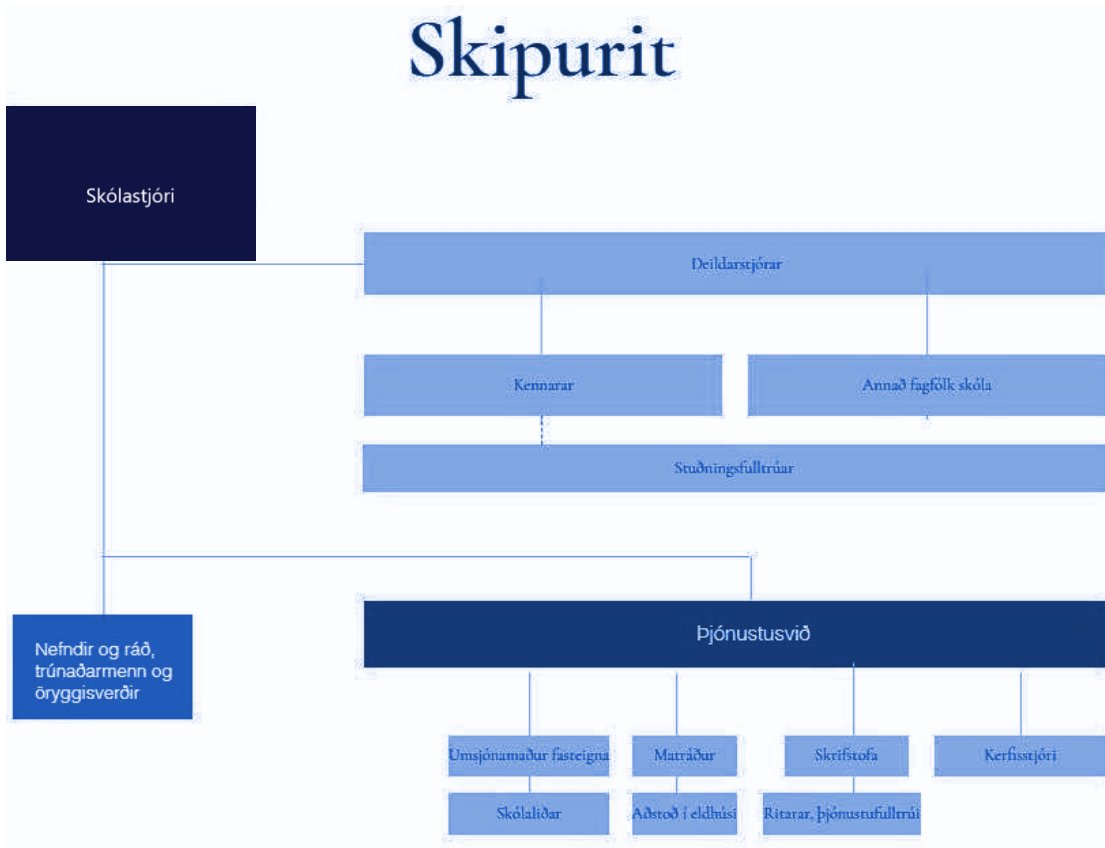 Skipurit
Skólastjóri
Deildarstjórar
Kennarar
Annað fagfólk skóla
Stuðningsfulltrúar
Nefndir og ráð,
trúnaðarmenn og
öryggisverðir
Þjónustusvið
Umsjónamaður fasteigna
Matráður
Skrifstofa
Kerfisstjóri
Skólaliðar
Aðstoð í eldhúsi
Ritarar, þjónustufulltrúi